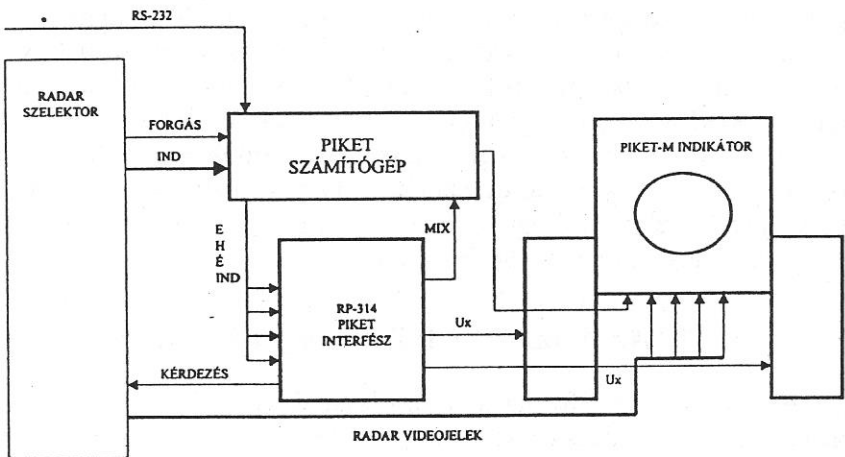 RS-232
RADAR
SZELEKTOR
FORGÁS
IND
PIKET
SZÁMÍTÓGÉP
PIKET-M INDIKÁTOR
E
H
É
IND
MIX
RP-314
PIKET
INTERFÉSZ
Ux
KÉRDEZÉS
Ux
RADAR VIDEOJELEK